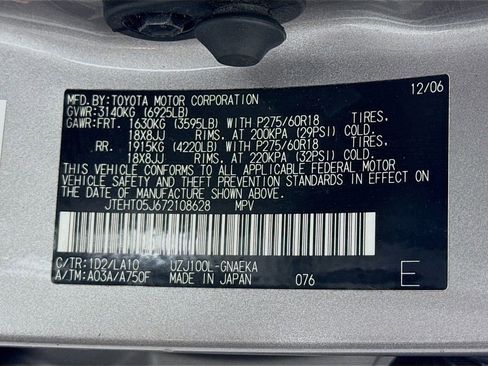 MFD. BY: TOYOTA MOTOR CORPORATION 12/06
GVWR: 3140KG (6925LB)
GAWR: FRT. 1630KG (3595LB) WITH P275/60R18 TIRES,
18X8JJ RIMS, AT 200KPA (29PSI) COLD.
RR. 1915KG (4220LB) WITH P275/60R18 TIRES,
18X8JJ RIMS, AT 220KPA (32PSI) COLD.
THIS VEHICLE CONFORMS TO ALL APPLICABLE FEDERAL MOTOR
VEHICLE SAFETY AND THEFT PREVENTION STANDARDS IN EFFECT
ON THE DATE OF MANUFACTURE SHOWN ABOVE.
JTEHT05J672108628 MPV
C/TR: 1D2/LA10 UZJ100L-GNAEKA
A/TM: A03A/A750F MADE IN JAPAN 076 E